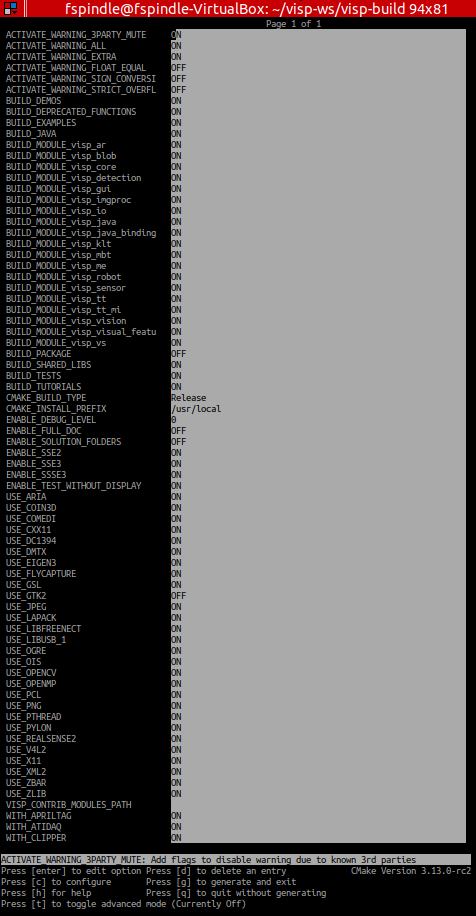 fspindle@fspindle-VirtualBox: ~/visp-ws/visp-build 94x81
Page 1 of 1
ACTIVATE_WARNING_3PARTY_MUTE ON
ACTIVATE_WARNING_ALL ON
ACTIVATE_WARNING_EXTRA ON
ACTIVATE_WARNING_FLOAT_EQUAL OFF
ACTIVATE_WARNING_SIGN_CONVERSI OFF
ACTIVATE_WARNING_STRICT_OVERFL OFF
BUILD_DEMOS ON
BUILD_DEPRECATED_FUNCTIONS ON
BUILD_EXAMPLES ON
BUILD_JAVA ON
BUILD_MODULE_visp_ar ON
BUILD_MODULE_visp_blob ON
BUILD_MODULE_visp_core ON
BUILD_MODULE_visp_detection ON
BUILD_MODULE_visp_gui ON
BUILD_MODULE_visp_imgproc ON
BUILD_MODULE_visp_io ON
BUILD_MODULE_visp_java ON
BUILD_MODULE_visp_java_binding ON
BUILD_MODULE_visp_klt ON
BUILD_MODULE_visp_mbt ON
BUILD_MODULE_visp_me ON
BUILD_MODULE_visp_robot ON
BUILD_MODULE_visp_sensor ON
BUILD_MODULE_visp_tt ON
BUILD_MODULE_visp_tt_mi ON
BUILD_MODULE_visp_vision ON
BUILD_MODULE_visp_visual_featu ON
BUILD_MODULE_visp_vs ON
BUILD_PACKAGE OFF
BUILD_SHARED_LIBS ON
BUILD_TESTS ON
BUILD_TUTORIALS ON
CMAKE_BUILD_TYPE Release
CMAKE_INSTALL_PREFIX /usr/local
ENABLE_DEBUG_LEVEL 0
ENABLE_FULL_DOC OFF
ENABLE_SOLUTION_FOLDERS OFF
ENABLE_SSE2 ON
ENABLE_SSE3 ON
ENABLE_SSSE3 ON
ENABLE_TEST_WITHOUT_DISPLAY ON
USE_ARIA ON
USE_COIN3D ON
USE_COMEDI ON
USE_CXX11 ON
USE_DC1394 ON
USE_DMTX ON
USE_EIGEN3 ON
USE_FLYCAPTURE ON
USE_GSL ON
USE_GTK2 OFF
USE_JPEG ON
USE_LAPACK ON
USE_LIBFREENECT ON
USE_LIBUSB_1 ON
USE_OGRE ON
USE_OIS ON
USE_OPENCV ON
USE_OPENMP ON
USE_PCL ON
USE_PNG ON
USE_PTHREAD ON
USE_PYLON ON
USE_REALSENSE2 ON
USE_V4L2 ON
USE_X11 ON
USE_XML2 ON
USE_ZBAR ON
USE_ZLIB ON
VISP_CONTRIB_MODULES_PATH
WITH_APRILTAG ON
WITH_ATIDAQ ON
WITH_CLIPPER ON
ACTIVATE_WARNING_3PARTY_MUTE: Add flags to disable warning due to known 3rd parties
Press [enter] to edit option Press [d] to delete an entry CMake Version 3.13.0-rc2
Press [c] to configure Press [g] to generate and exit
Press [h] for help Press [q] to quit without generating
Press [t] to toggle advanced mode (Currently Off)